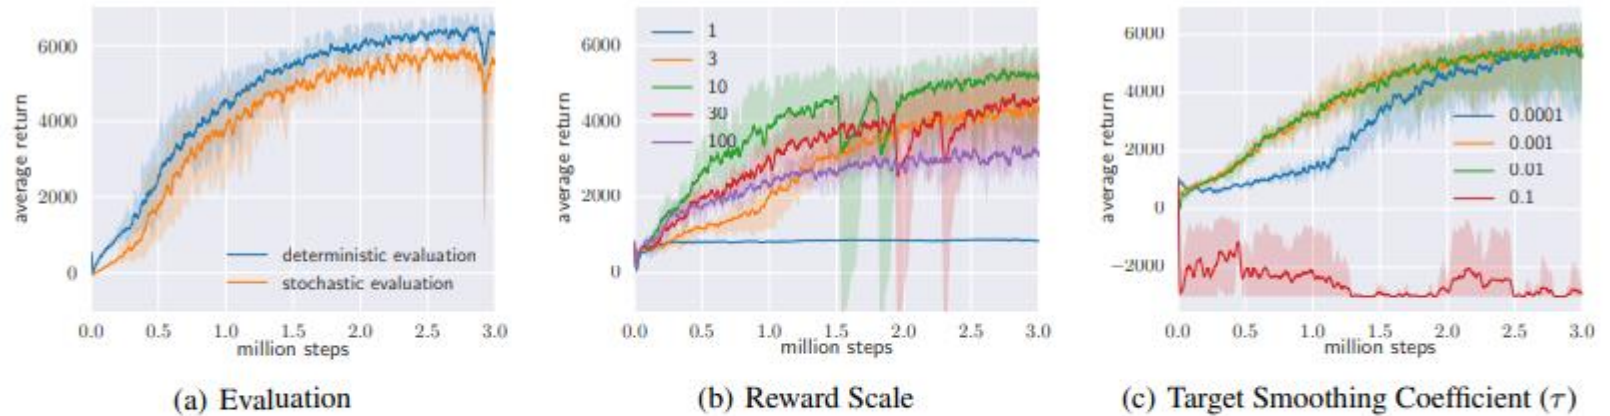 6000
4000
2000
0
average return
deterministic evaluation
stochastic evaluation
0.0 0.5 1.0 1.5 2.0 2.5 3.0
million steps
(a) Evaluation
6000
4000
2000
0
average return
1
3
10
30
100
0.0 0.5 1.0 1.5 2.0 2.5 3.0
million steps
(b) Reward Scale
6000
4000
2000
0
−2000
average return
0.0001
0.001
0.01
0.1
0.0 0.5 1.0 1.5 2.0 2.5 3.0
million steps
(c) Target Smoothing Coefficient (τ)